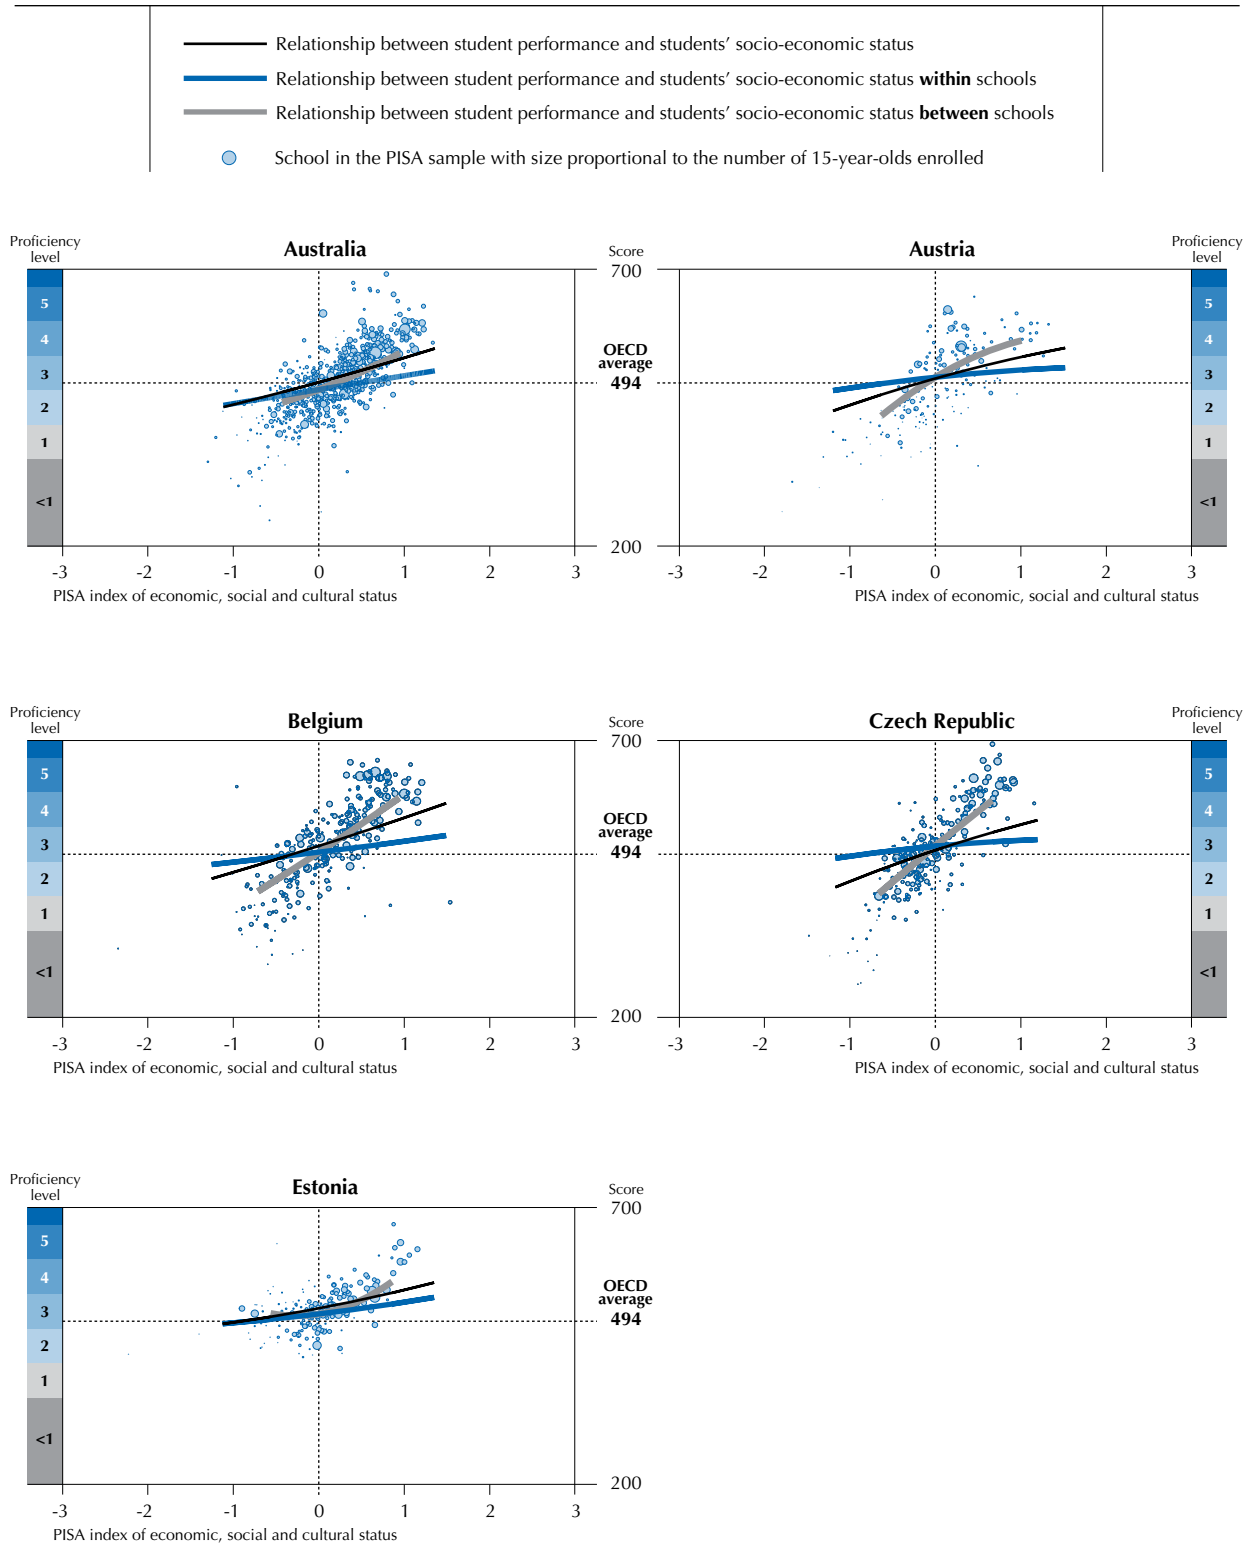 Relationship between student performance and students’ socio-economic status
Relationship between student performance and students’ socio-economic status within schools
Relationship between student performance and students’ socio-economic status between schools
School in the PISA sample with size proportional to the number of 15-year-olds enrolled
Proficiency
level
Australia
Score
700
5
4
3
2
1
<1
OECD
average
494
200
-3 -2 -1 0 1 2 3
PISA index of economic, social and cultural status
Austria
Proficiency
level
5
4
3
2
1
<1
-3 -2 -1 0 1 2 3
PISA index of economic, social and cultural status
Proficiency
level
Belgium
Score
700
5
4
3
2
1
<1
OECD
average
494
200
-3 -2 -1 0 1 2 3
PISA index of economic, social and cultural status
Czech Republic
Proficiency
level
5
4
3
2
1
<1
-3 -2 -1 0 1 2 3
PISA index of economic, social and cultural status
Proficiency
level
Estonia
Score
700
5
4
3
2
1
<1
OECD
average
494
200
-3 -2 -1 0 1 2 3
PISA index of economic, social and cultural status